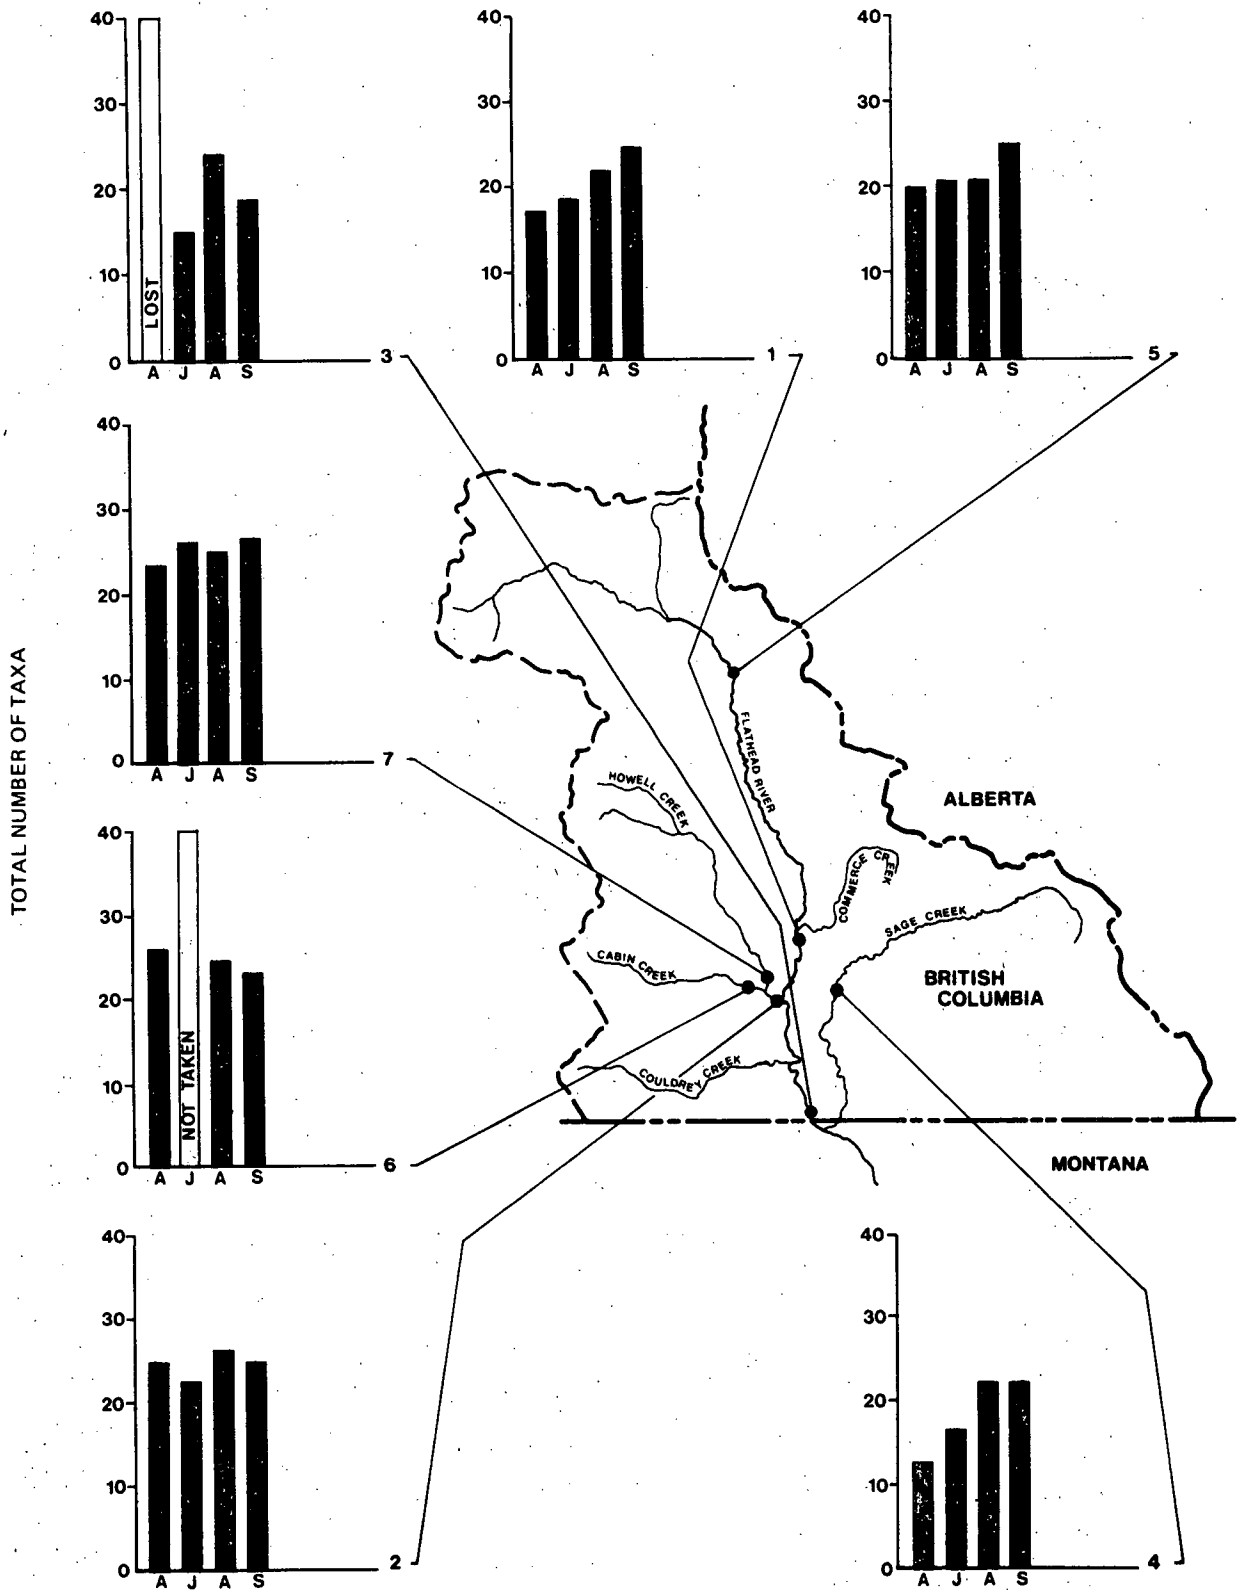 TOTAL NUMBER OF TAXA
40
30
20
10
0
LOST
A J A S
3
40
30
20
10
0
A J A S
1
40
30
20
10
0
A J A S
5
40
30
20
10
0
A J A S
7
40
30
20
10
0
NOT TAKEN
A J A S
6
40
30
20
10
0
A J A S
2
40
30
20
10
0
A J A S
4
FLATHEAD RIVER
HOWELL CREEK
COMMERCE CREEK
SAGE CREEK
CABIN CREEK
COULDREY CREEK
ALBERTA
BRITISH
COLUMBIA
MONTANA